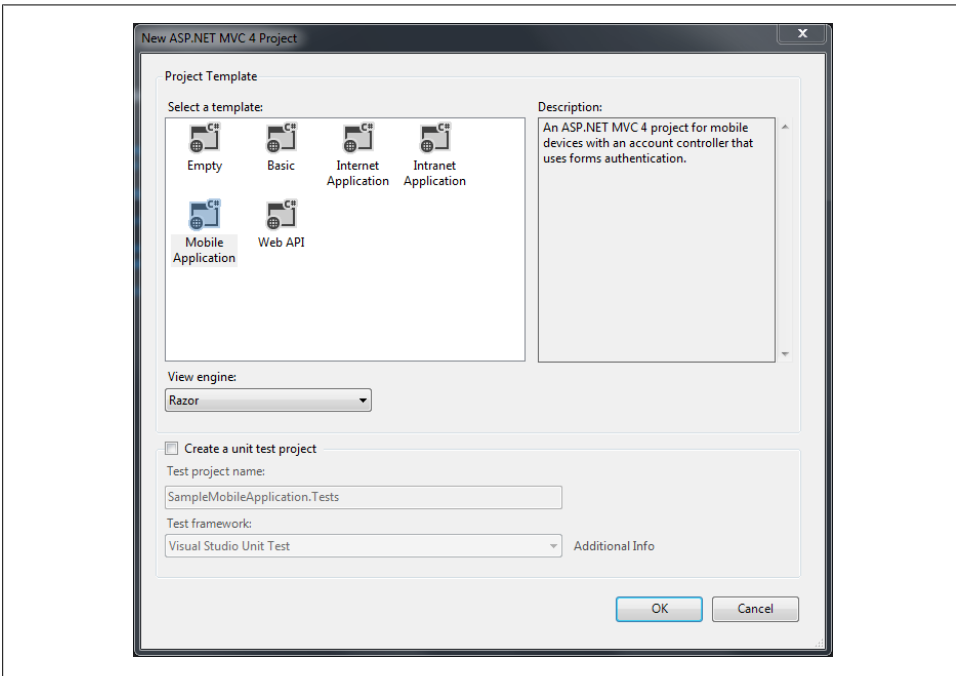 New ASP.NET MVC 4 Project
x
Project Template
Select a template:
Description:
C# C# C# C#
Empty Basic Internet Application Intranet Application
C# C#
Mobile Application Web API
An ASP.NET MVC 4 project for mobile
devices with an account controller that
uses forms authentication.
View engine:
Razor
Create a unit test project
Test project name:
SampleMobileApplication.Tests
Test framework:
Visual Studio Unit Test
Additional Info
OK
Cancel